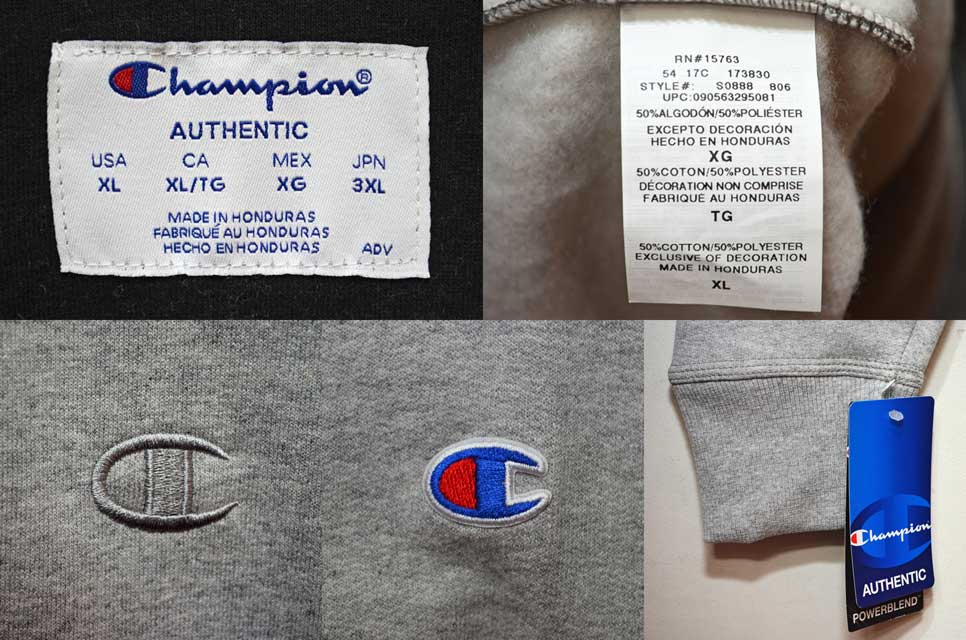 Champion®
AUTHENTIC
USA CA MEX JPN
XL XL/TG XG 3XL
MADE IN HONDURAS
FABRIQUÉ AU HONDURAS
HECHO EN HONDURAS ADV
RN#15763
54 17C 173830
STYLE#: S0888 806
UPC:090563295081
50%ALGODÓN/50%POLIÉSTER
EXCEPTO DECORACIÓN
HECHO EN HONDURAS
XG
50%COTON/50%POLYESTER
DÉCORATION NON COMPRISE
FABRIQUÉ AU HONDURAS
TG
50%COTTON/50%POLYESTER
EXCLUSIVE OF DECORATION
MADE IN HONDURAS
XL
Champion
AUTHENTIC
POWERBLEND